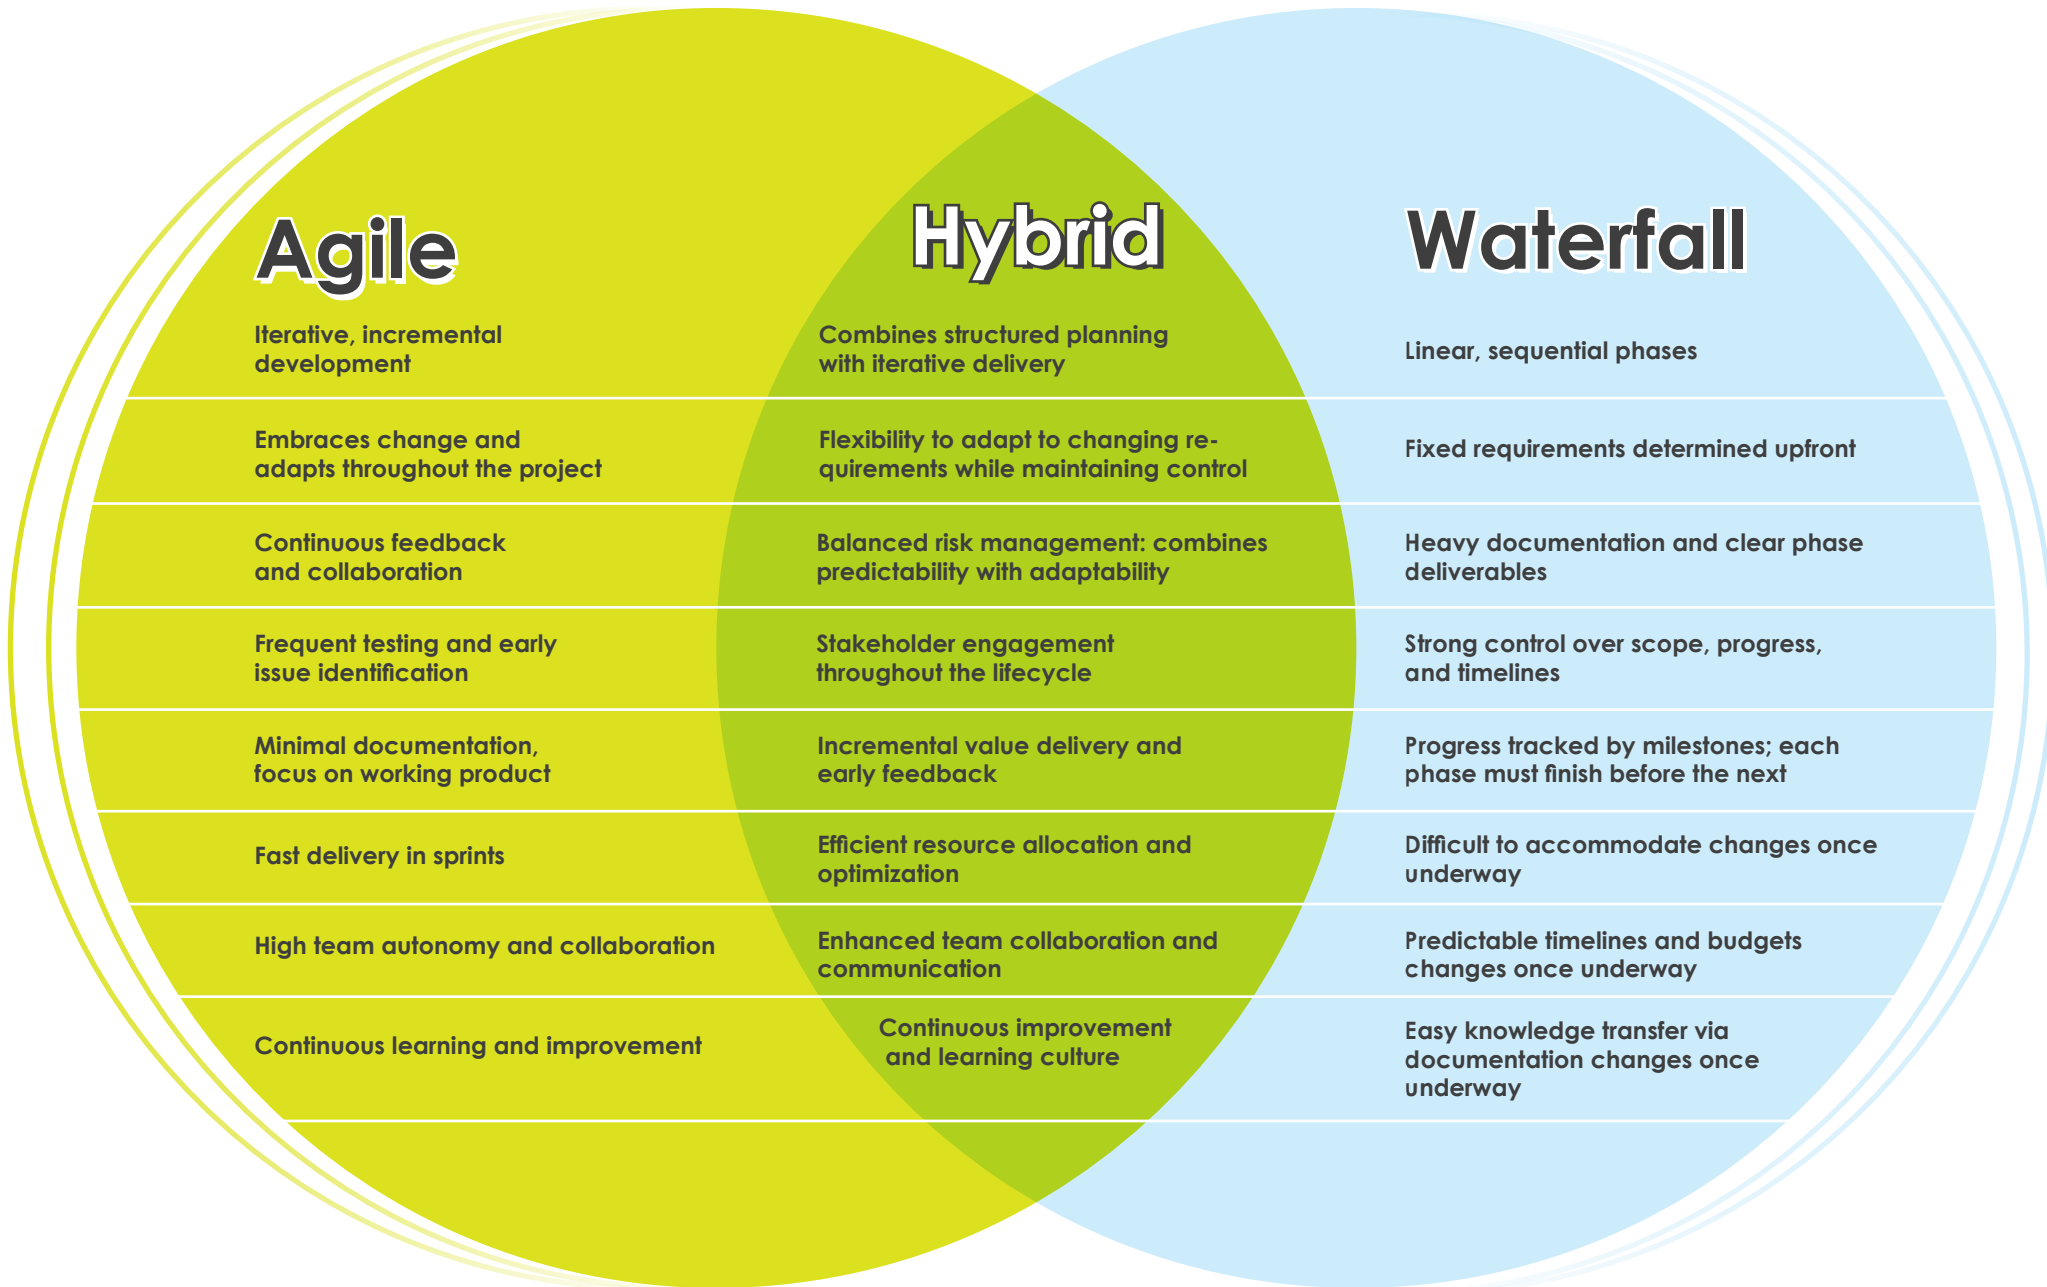 Agile
Hybrid
Waterfall
Iterative, incremental
development
Combines structured planning
with iterative delivery
Linear, sequential phases
Embraces change and
adapts throughout the project
Flexibility to adapt to changing re-
quirements while maintaining control
Fixed requirements determined upfront
Continuous feedback
and collaboration
Balanced risk management: combines
predictability with adaptability
Heavy documentation and clear phase
deliverables
Frequent testing and early
issue identification
Stakeholder engagement
throughout the lifecycle
Strong control over scope, progress,
and timelines
Minimal documentation,
focus on working product
Incremental value delivery and
early feedback
Progress tracked by milestones; each
phase must finish before the next
Fast delivery in sprints
Efficient resource allocation and
optimization
Difficult to accommodate changes once
underway
High team autonomy and collaboration
Enhanced team collaboration and
communication
Predictable timelines and budgets
changes once underway
Continuous learning and improvement
Continuous improvement
and learning culture
Easy knowledge transfer via
documentation changes once
underway